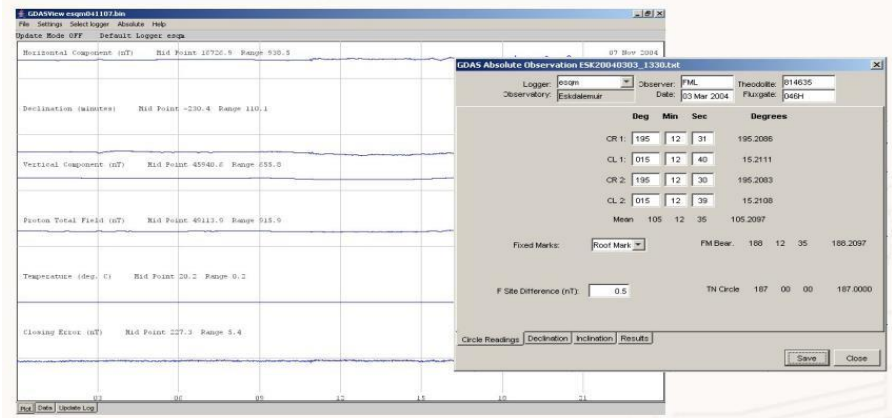 GDASView esqm041107.bin
File Settings Select logger Absolute Help
Update Mode OFF Default Logger esqm
Horizontal Component (nT) Mid Point 16726.9 Range 930.5
07 Nov 2004
Declination (minutes) Mid Point -230.4 Range 110.1
Vertical Component (nT) Mid Point 45940.6 Range 655.8
Proton Total Field (nT) Mid Point 49113.9 Range 915.9
Temperature (deg. C) Mid Point 20.2 Range 0.2
Closing Error (nT) Mid Point 227.3 Range 5.4
03 06 09 12 15 18 21
Plot Data Update Log
GDAS Absolute Observation ESK20040303_1330.txt
Logger: esqm Observer: FML Theodolite: 814635
Observatory: Eskdalemuir Date: 03 Mar 2004 Fluxgate: 046H
Deg Min Sec Degrees
CR 1: 195 12 31 195.2086
CL 1: 015 12 40 15.2111
CR 2: 195 12 30 195.2083
CL 2: 015 12 39 15.2108
Mean 105 12 35 105.2097
Fixed Marks: Roof Mark FM Bear. 188 12 35 188.2097
F Site Difference (nT): 0.5 TN Circle 187 00 00 187.0000
Circle Readings Declination Inclination Results
Save Close